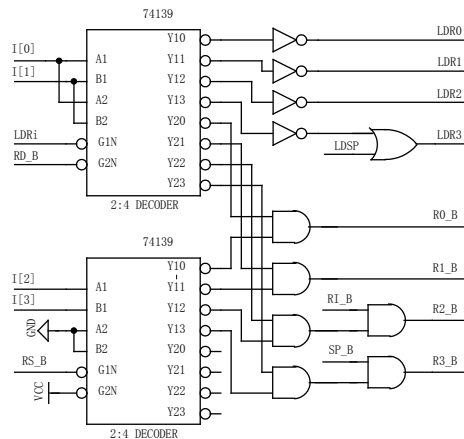 74139
I[0]
I[1]
LDRi
RD_B
A1
B1
A2
B2
G1N
G2N
Y10
Y11
Y12
Y13
Y20
Y21
Y22
Y23
2:4 DECODER
LDR0
LDR1
LDR2
LDR3
LDSP
74139
I[2]
I[3]
GND
RS_B
VCC
A1
B1
A2
B2
G1N
G2N
Y10
Y11
Y12
Y13
Y20
Y21
Y22
Y23
2:4 DECODER
R0_B
R1_B
RI_B
R2_B
SP_B
R3_B